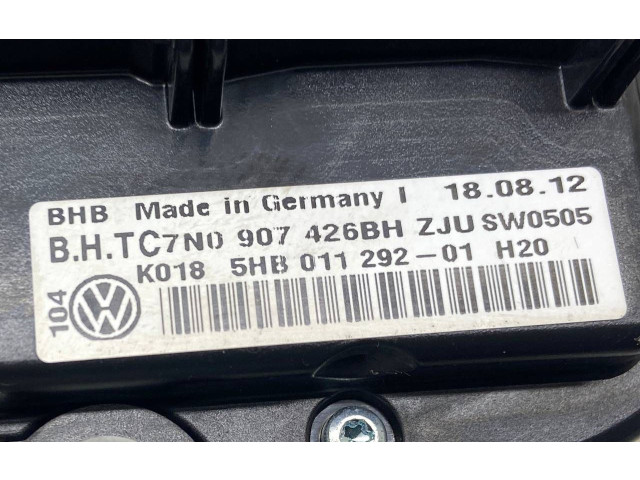 BHB Made in Germany I 18.08.12
B.H.TC7N0 907 426BH ZJU SW0505
K018 5HB 011 292-01 H20
104